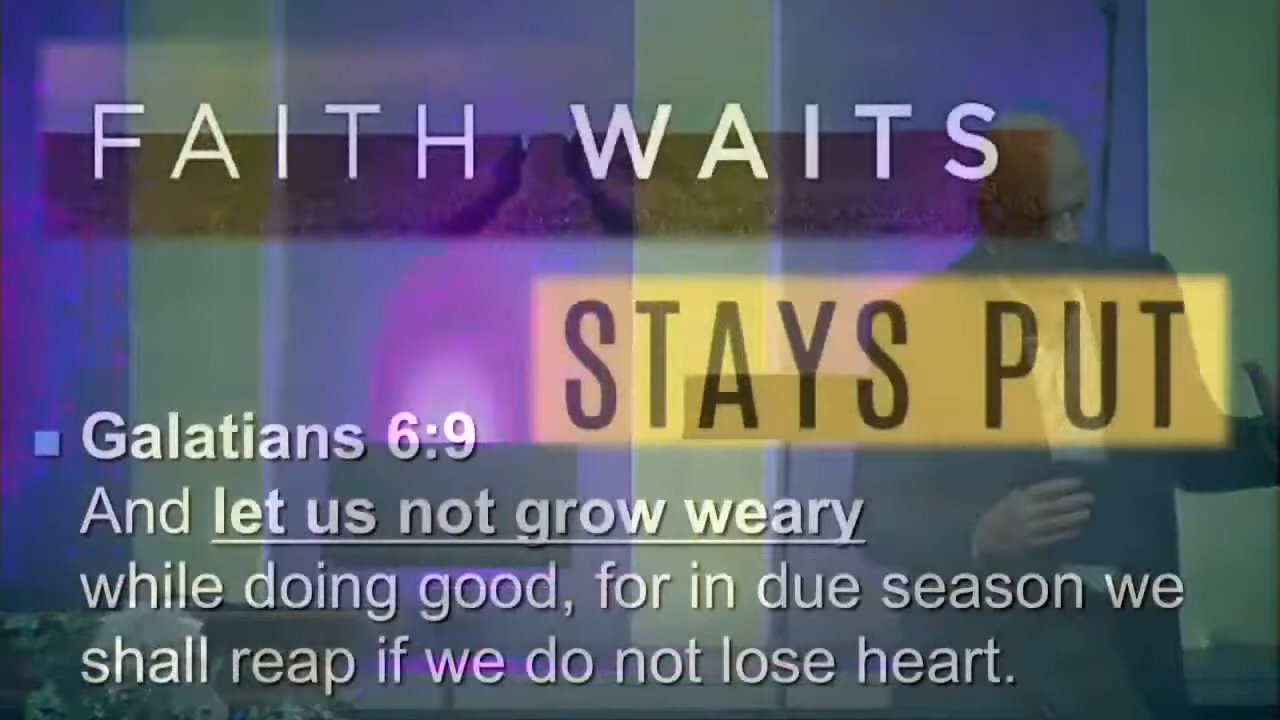 FAITH WAITS
STAYS PUT
Galatians 6:9
And let us not grow weary
while doing good, for in due season we
shall reap if we do not lose heart.